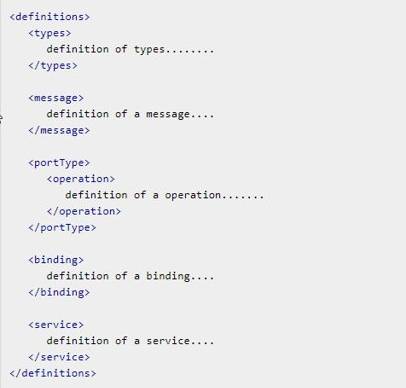 <definitions>
<types>
definition of types........
</types>
<message>
definition of a message....
</message>
<portType>
<operation>
definition of a operation.......
</operation>
</portType>
<binding>
definition of a binding....
</binding>
<service>
definition of a service....
</service>
</definitions>